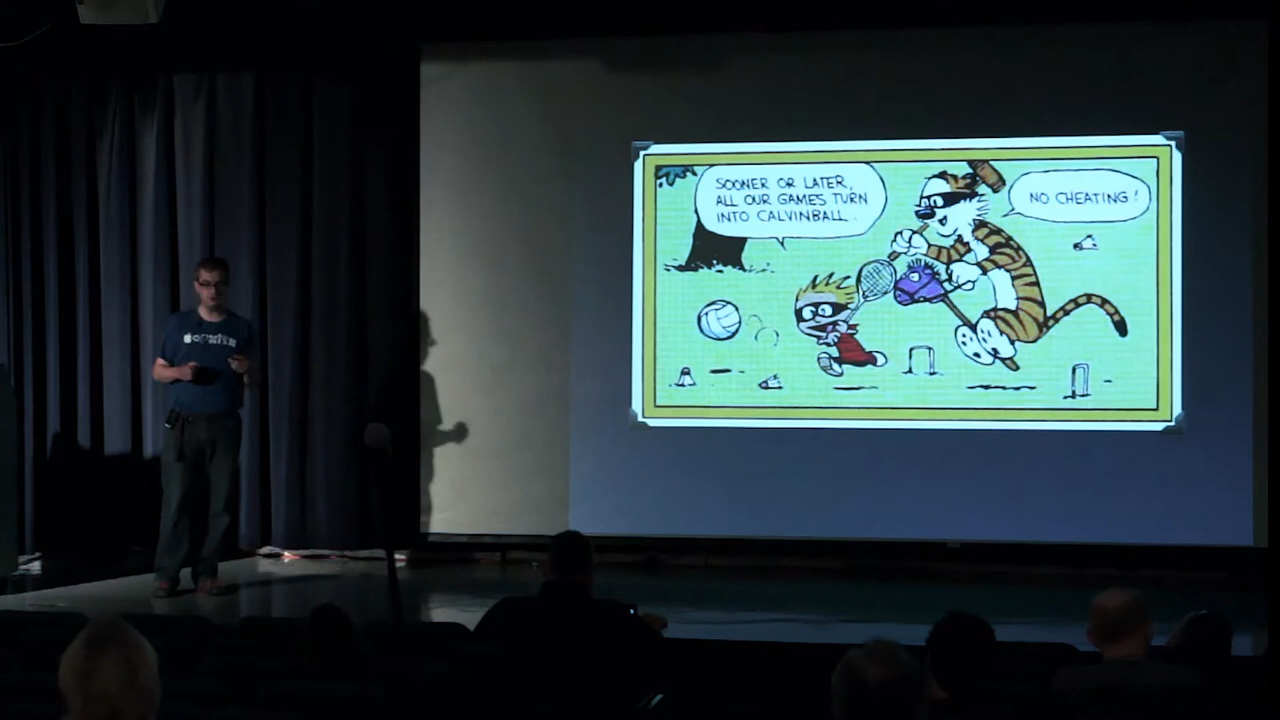 SOONER OR LATER,
ALL OUR GAMES TURN
INTO CALVINBALL.
NO CHEATING!